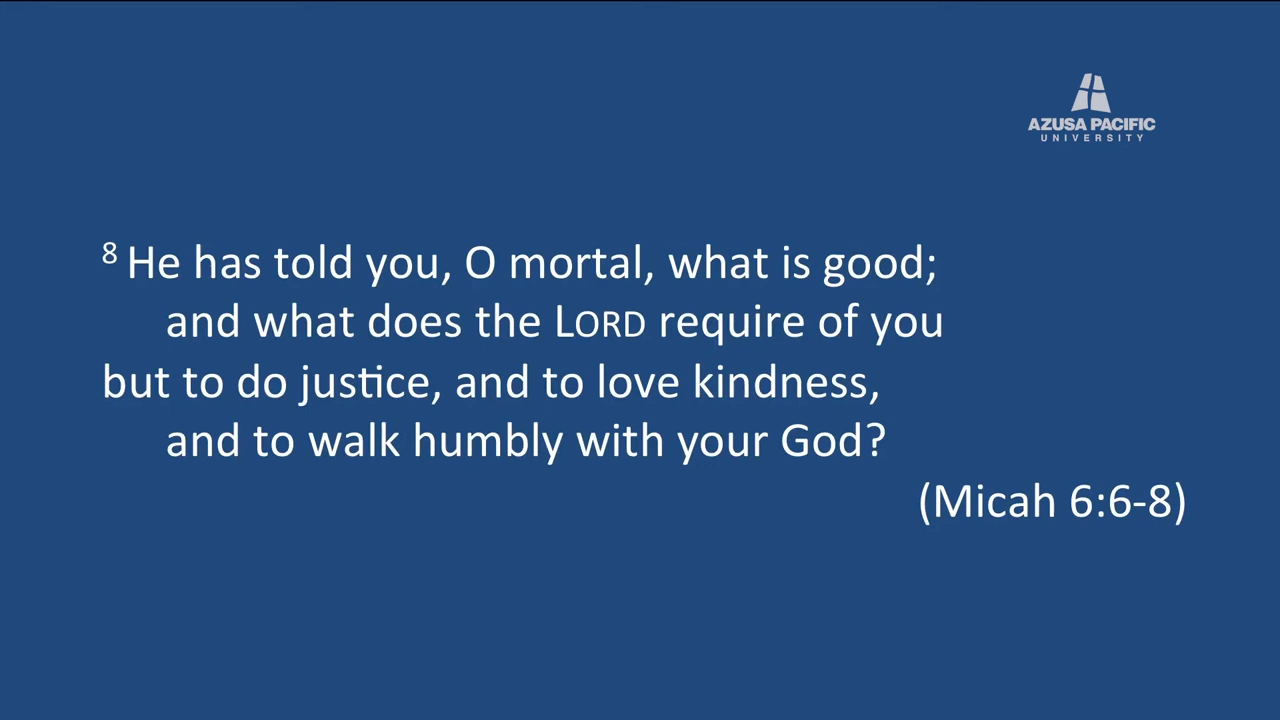 AZUSA PACIFIC
UNIVERSITY
8 He has told you, O mortal, what is good;
and what does the LORD require of you
but to do justice, and to love kindness,
and to walk humbly with your God?
(Micah 6:6-8)